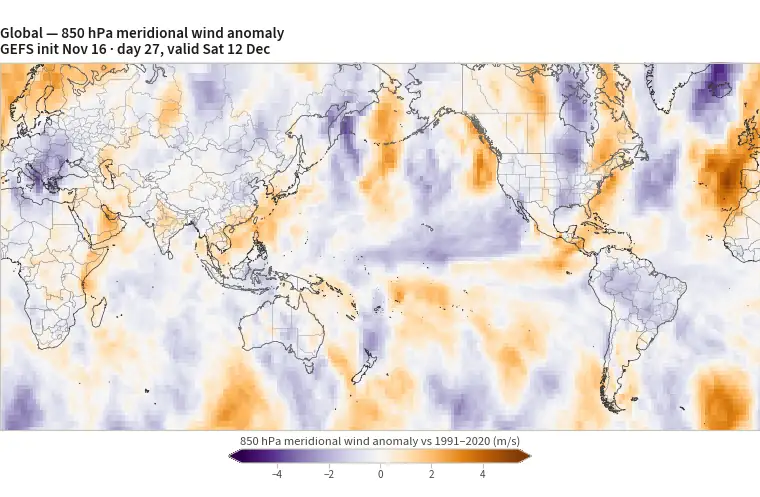 Global — 850 hPa meridional wind anomaly
GEFS init Nov 16 · day 27, valid Sat 12 Dec
850 hPa meridional wind anomaly vs 1991–2020 (m/s)
−4 −2 0 2 4